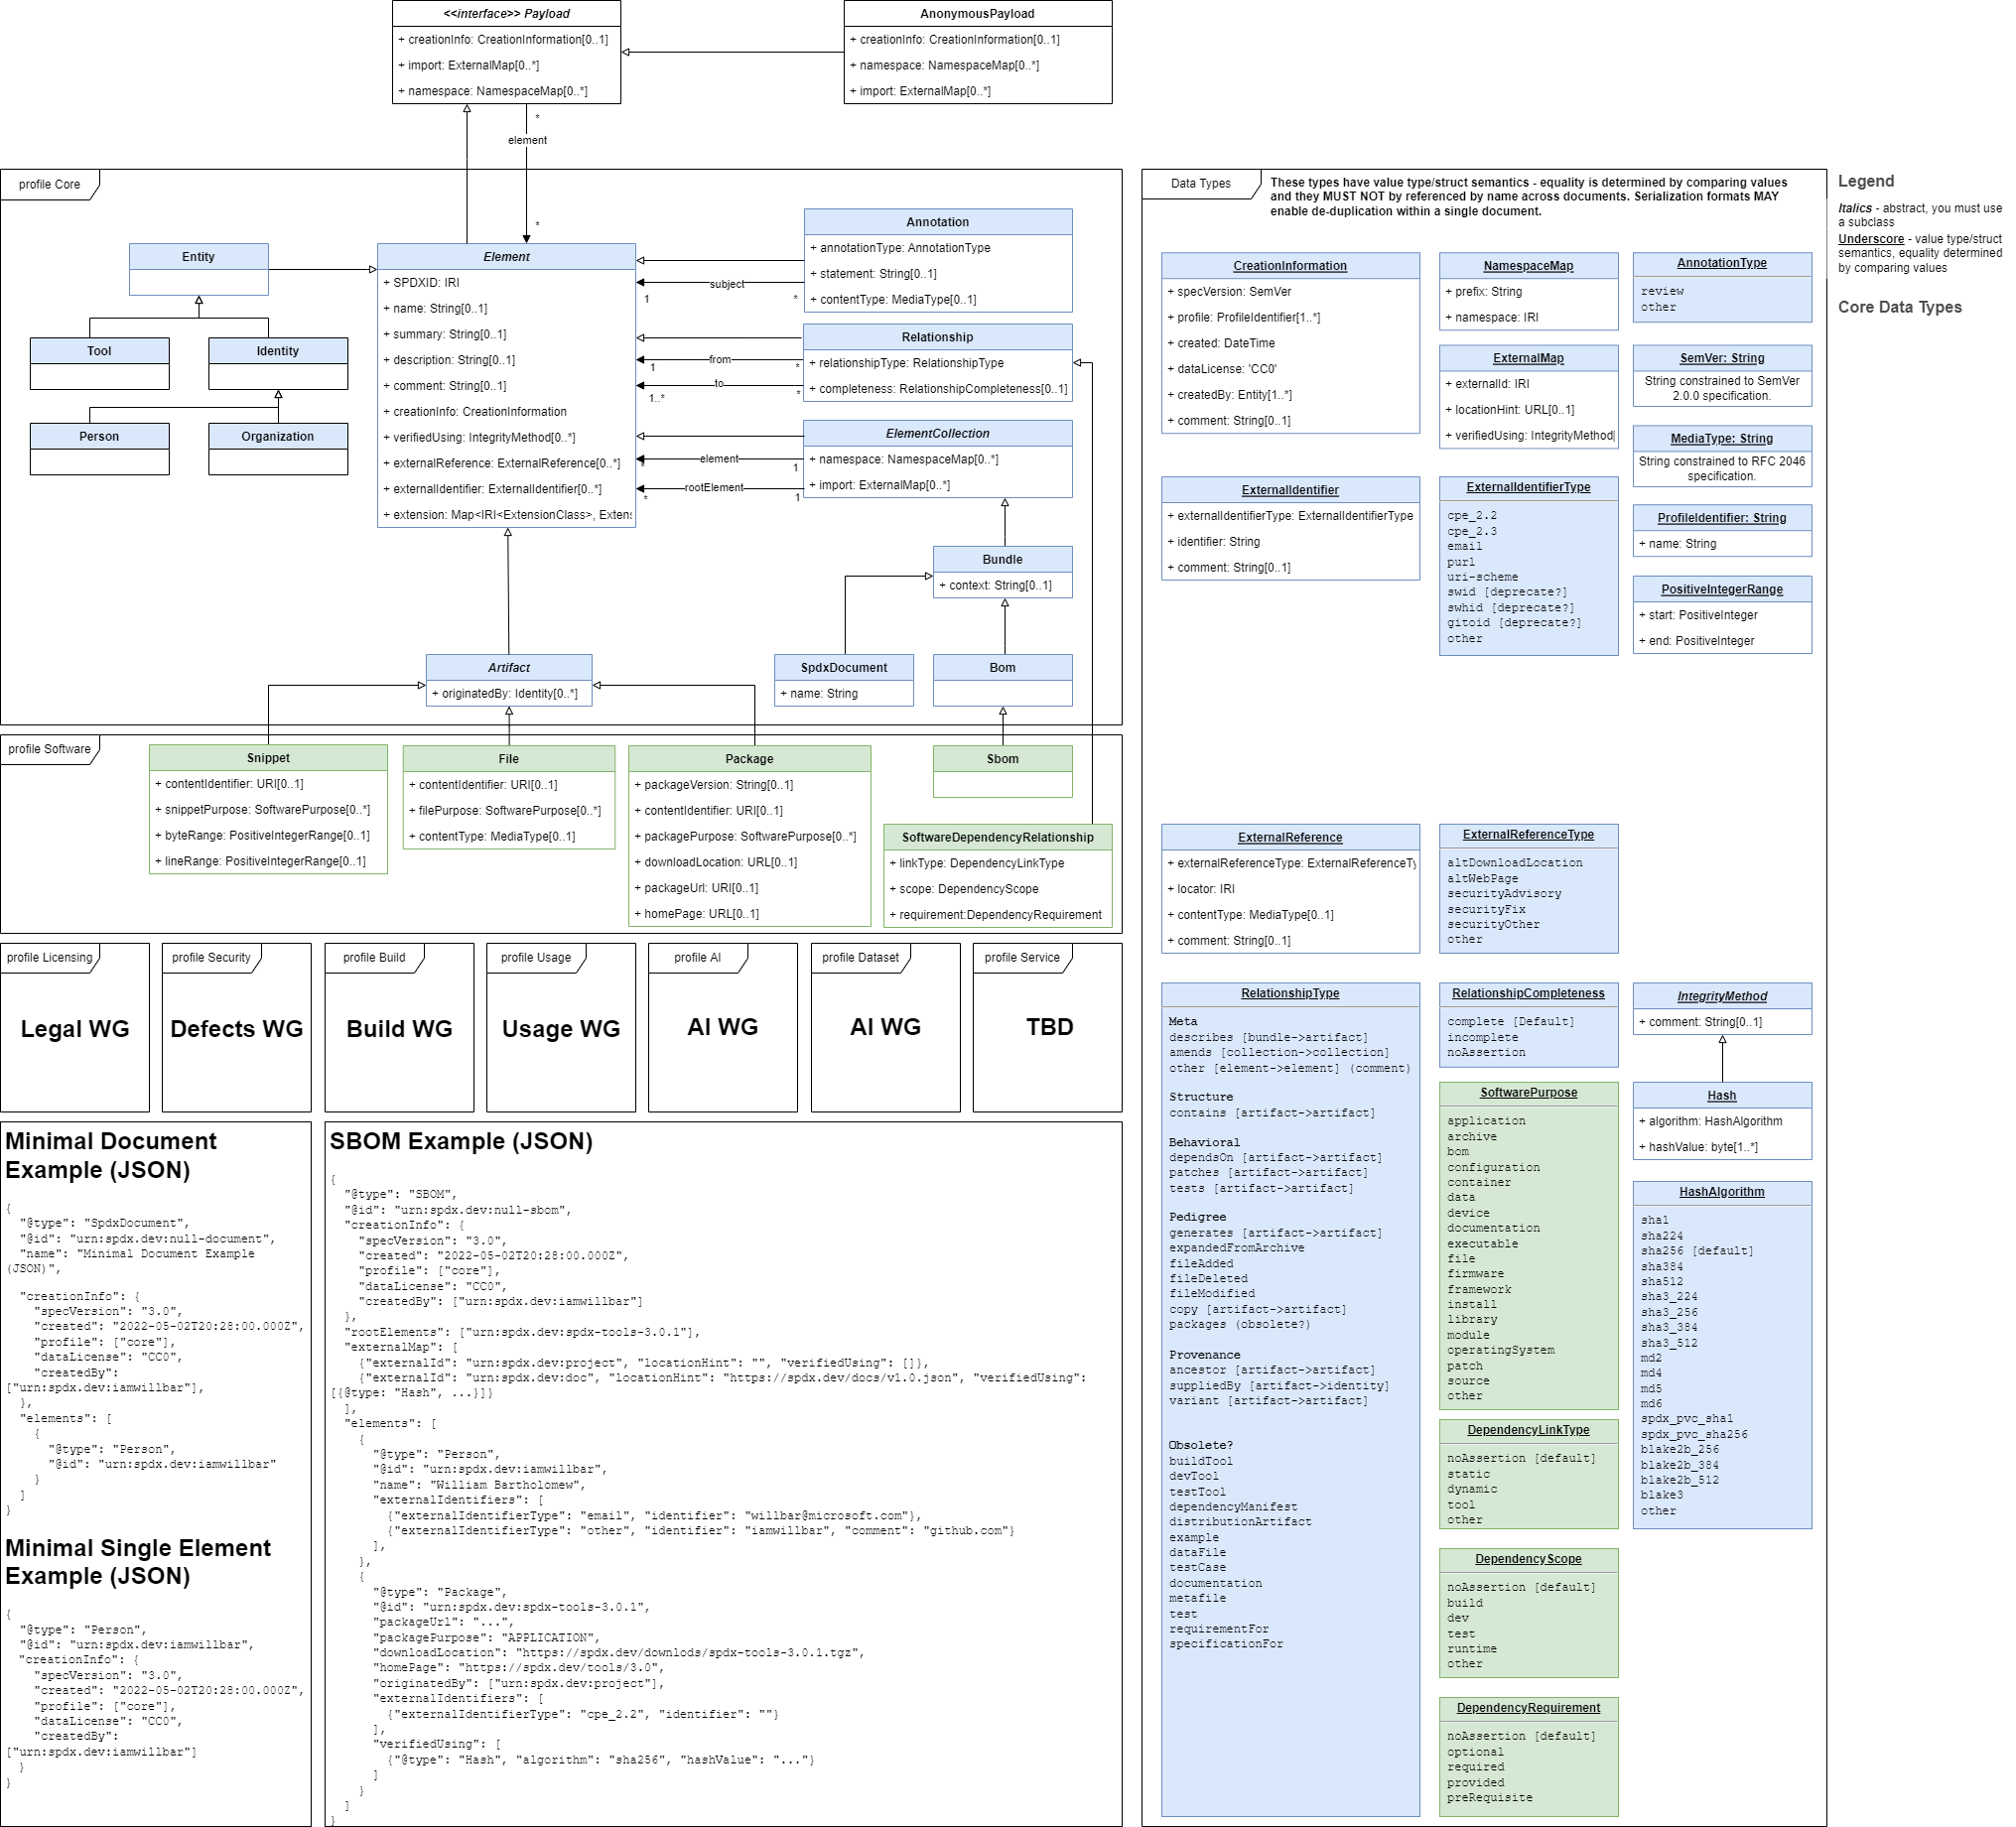 <<interface>> Payload
+ creationInfo: CreationInformation[0..1]
+ import: ExternalMap[0..*]
+ namespace: NamespaceMap[0..*]
AnonymousPayload
+ creationInfo: CreationInformation[0..1]
+ namespace: NamespaceMap[0..*]
+ import: ExternalMap[0..*]
*
element
*
profile Core
Entity
Tool
Identity
Person
Organization
Element
+ SPDXID: IRI
+ name: String[0..1]
+ summary: String[0..1]
+ description: String[0..1]
+ comment: String[0..1]
+ creationInfo: CreationInformation
+ verifiedUsing: IntegrityMethod[0..*]
+ externalReference: ExternalReference[0..*]
+ externalIdentifier: ExternalIdentifier[0..*]
+ extension: Map<IRI<ExtensionClass>, Extens
subject
1
*
from
1
*
to
1..*
*
element
*
1
rootElement
*
1
Annotation
+ annotationType: AnnotationType
+ statement: String[0..1]
+ contentType: MediaType[0..1]
Relationship
+ relationshipType: RelationshipType
+ completeness: RelationshipCompleteness[0..1]
ElementCollection
+ namespace: NamespaceMap[0..*]
+ import: ExternalMap[0..*]
Bundle
+ context: String[0..1]
Artifact
+ originatedBy: Identity[0..*]
SpdxDocument
+ name: String
Bom
profile Software
Snippet
+ contentIdentifier: URI[0..1]
+ snippetPurpose: SoftwarePurpose[0..*]
+ byteRange: PositiveIntegerRange[0..1]
+ lineRange: PositiveIntegerRange[0..1]
File
+ contentIdentifier: URI[0..1]
+ filePurpose: SoftwarePurpose[0..*]
+ contentType: MediaType[0..1]
Package
+ packageVersion: String[0..1]
+ contentIdentifier: URI[0..1]
+ packagePurpose: SoftwarePurpose[0..*]
+ downloadLocation: URL[0..1]
+ packageUrl: URI[0..1]
+ homePage: URL[0..1]
Sbom
SoftwareDependencyRelationship
+ linkType: DependencyLinkType
+ scope: DependencyScope
+ requirement:DependencyRequirement
profile Licensing
Legal WG
profile Security
Defects WG
profile Build
Build WG
profile Usage
Usage WG
profile AI
AI WG
profile Dataset
AI WG
profile Service
TBD
Minimal Document
Example (JSON)
{
"@type": "SpdxDocument",
"@id": "urn:spdx.dev:null-document",
"name": "Minimal Document Example
(JSON)",
"creationInfo": {
"specVersion": "3.0",
"created": "2022-05-02T20:28:00.000Z",
"profile": ["core"],
"dataLicense": "CC0",
"createdBy":
["urn:spdx.dev:iamwillbar"],
},
"elements": [
{
"@type": "Person",
"@id": "urn:spdx.dev:iamwillbar"
}
]
}
Minimal Single Element
Example (JSON)
{
"@type": "Person",
"@id": "urn:spdx.dev:iamwillbar",
"creationInfo": {
"specVersion": "3.0",
"created": "2022-05-02T20:28:00.000Z",
"profile": ["core"],
"dataLicense": "CC0",
"createdBy":
["urn:spdx.dev:iamwillbar"]
}
}
SBOM Example (JSON)
{
"@type": "SBOM",
"@id": "urn:spdx.dev:null-sbom",
"creationInfo": {
"specVersion": "3.0",
"created": "2022-05-02T20:28:00.000Z",
"profile": ["core"],
"dataLicense": "CC0",
"createdBy": ["urn:spdx.dev:iamwillbar"]
},
"rootElements": ["urn:spdx.dev:spdx-tools-3.0.1"],
"externalMap": [
{"externalId": "urn:spdx.dev:project", "locationHint": "", "verifiedUsing": []},
{"externalId": "urn:spdx.dev:doc", "locationHint": "https://spdx.dev/docs/v1.0.json", "verifiedUsing":
[{@type: "Hash", ...}]}
],
"elements": [
{
"@type": "Person",
"@id": "urn:spdx.dev:iamwillbar",
"name": "William Bartholomew",
"externalIdentifiers": [
{"externalIdentifierType": "email", "identifier": "willbar@microsoft.com"},
{"externalIdentifierType": "other", "identifier": "iamwillbar", "comment": "github.com"}
],
},
{
"@type": "Package",
"@id": "urn:spdx.dev:spdx-tools-3.0.1",
"packageUrl": "...",
"packagePurpose": "APPLICATION",
"downloadLocation": "https://spdx.dev/downlods/spdx-tools-3.0.1.tgz",
"homePage": "https://spdx.dev/tools/3.0",
"originatedBy": ["urn:spdx.dev:project"],
"externalIdentifiers": [
{"externalIdentifierType": "cpe_2.2", "identifier": ""}
],
"verifiedUsing": [
{"@type": "Hash", "algorithm": "sha256", "hashValue": "..."}
]
}
]
}
Data Types
These types have value type/struct semantics - equality is determined by comparing values
and they MUST NOT by referenced by name across documents. Serialization formats MAY
enable de-duplication within a single document.
CreationInformation
+ specVersion: SemVer
+ profile: ProfileIdentifier[1..*]
+ created: DateTime
+ dataLicense: 'CC0'
+ createdBy: Entity[1..*]
+ comment: String[0..1]
NamespaceMap
+ prefix: String
+ namespace: IRI
AnnotationType
review
other
ExternalMap
+ externalId: IRI
+ locationHint: URL[0..1]
+ verifiedUsing: IntegrityMethod[
SemVer: String
String constrained to SemVer
2.0.0 specification.
MediaType: String
String constrained to RFC 2046
specification.
ExternalIdentifier
+ externalIdentifierType: ExternalIdentifierType
+ identifier: String
+ comment: String[0..1]
ExternalIdentifierType
cpe_2.2
cpe_2.3
email
purl
uri-scheme
swid [deprecate?]
swhid [deprecate?]
gitoid [deprecate?]
other
ProfileIdentifier: String
+ name: String
PositiveIntegerRange
+ start: PositiveInteger
+ end: PositiveInteger
ExternalReference
+ externalReferenceType: ExternalReferenceTy
+ locator: IRI
+ contentType: MediaType[0..1]
+ comment: String[0..1]
ExternalReferenceType
altDownloadLocation
altWebPage
securityAdvisory
securityFix
securityOther
other
RelationshipType
Meta
describes [bundle->artifact]
amends [collection->collection]
other [element->element] (comment)
Structure
contains [artifact->artifact]
Behavioral
dependsOn [artifact->artifact]
patches [artifact->artifact]
tests [artifact->artifact]
Pedigree
generates [artifact->artifact]
expandedFromArchive
fileAdded
fileDeleted
fileModified
copy [artifact->artifact]
packages (obsolete?)
Provenance
ancestor [artifact->artifact]
suppliedBy [artifact->identity]
variant [artifact->artifact]
Obsolete?
buildTool
devTool
testTool
dependencyManifest
distributionArtifact
example
dataFile
testCase
documentation
metafile
test
requirementFor
specificationFor
RelationshipCompleteness
complete [Default]
incomplete
noAssertion
SoftwarePurpose
application
archive
bom
configuration
container
data
device
documentation
executable
file
firmware
framework
install
library
module
operatingSystem
patch
source
other
DependencyLinkType
noAssertion [default]
static
dynamic
tool
other
DependencyScope
noAssertion [default]
build
dev
test
runtime
other
DependencyRequirement
noAssertion [default]
optional
required
provided
preRequisite
IntegrityMethod
+ comment: String[0..1]
Hash
+ algorithm: HashAlgorithm
+ hashValue: byte[1..*]
HashAlgorithm
sha1
sha224
sha256 [default]
sha384
sha512
sha3_224
sha3_256
sha3_384
sha3_512
md2
md4
md5
md6
spdx_pvc_sha1
spdx_pvc_sha256
blake2b_256
blake2b_384
blake2b_512
blake3
other
Legend
Italics - abstract, you must use
a subclass
Underscore - value type/struct
semantics, equality determined
by comparing values
Core Data Types